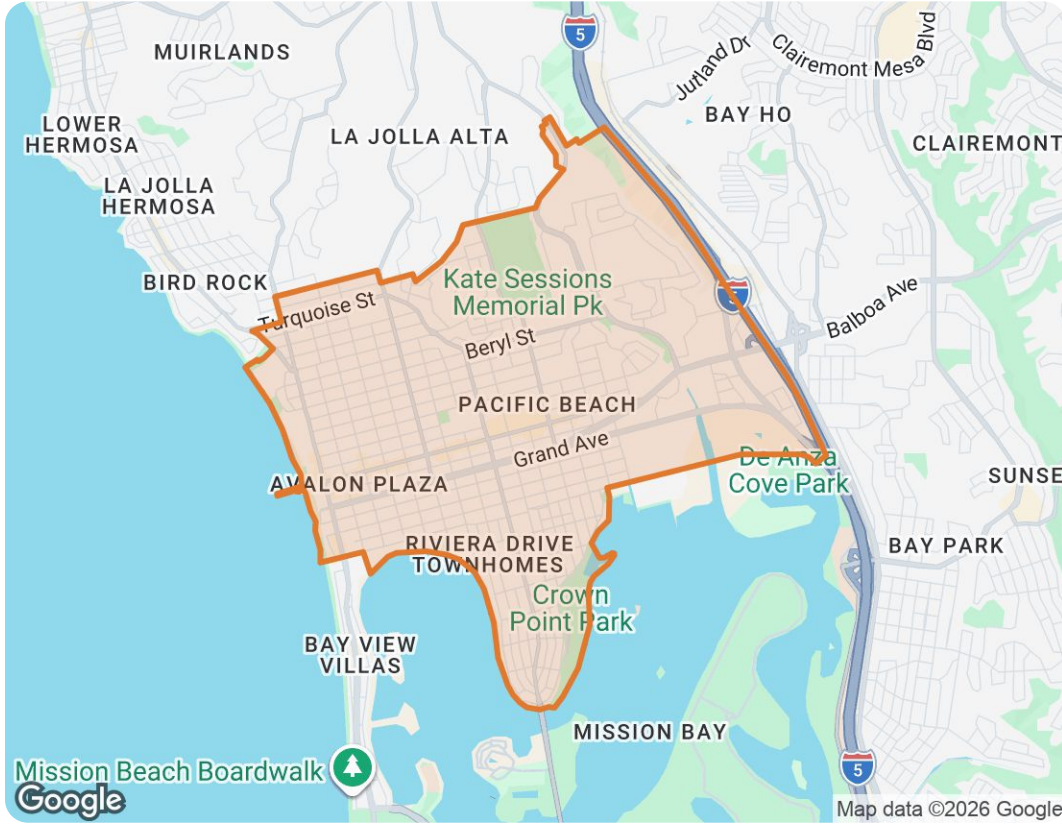 MUIRLANDS
5
Jutland Dr
Clairemont Mesa Blvd
LOWER
HERMOSA
LA JOLLA ALTA
BAY HO
CLAIREMONT
LA JOLLA
HERMOSA
BIRD ROCK
Kate Sessions
Memorial Pk
Turquoise St
5
Balboa Ave
Beryl St
PACIFIC BEACH
Grand Ave
De Anza
Cove Park
AVALON PLAZA
SUNSE
RIVIERA DRIVE
TOWNHOMES
BAY PARK
Crown
Point Park
BAY VIEW
VILLAS
MISSION BAY
Mission Beach Boardwalk
5
Google
Map data ©2026 Google